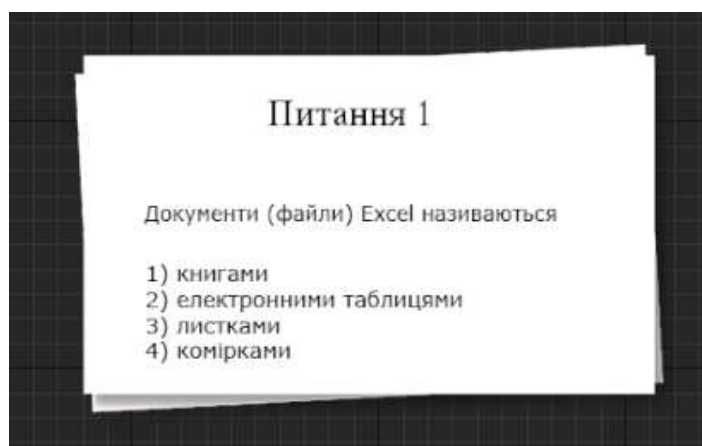 Питання 1
Документи (файли) Excel називаються
1) книгами
2) електронними таблицями
3) листками
4) комірками